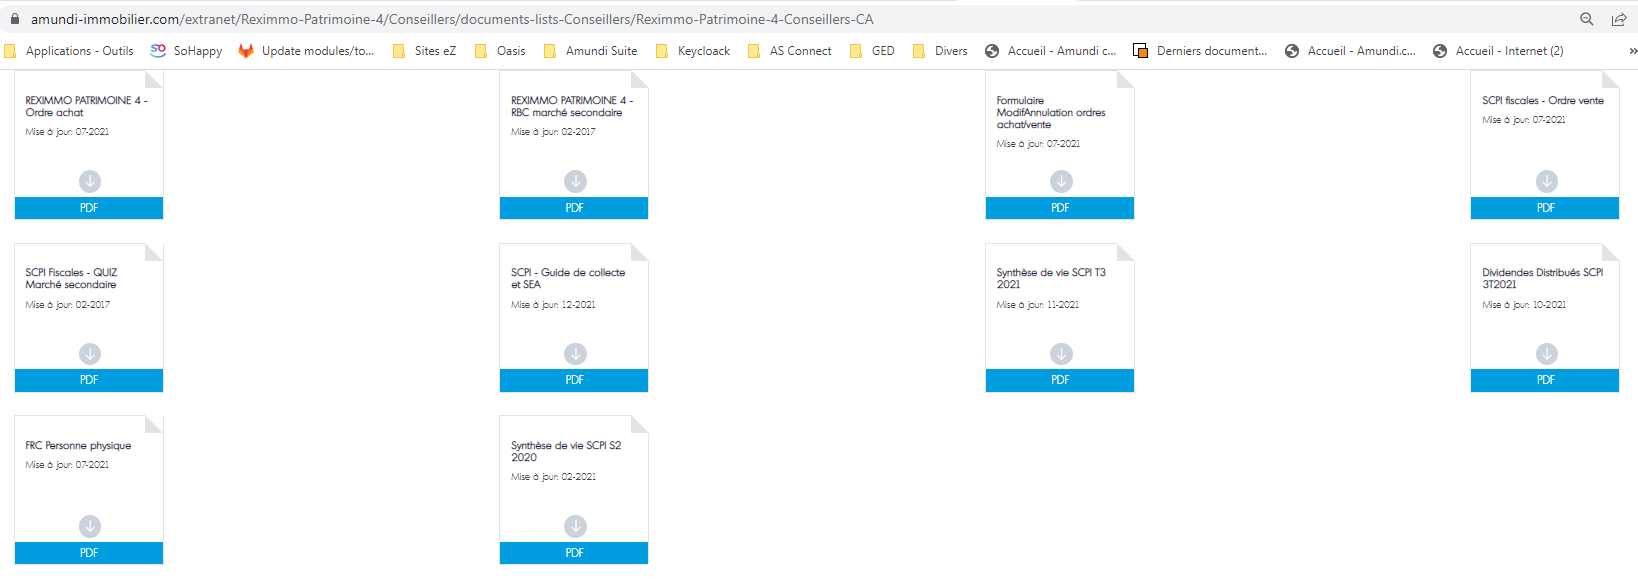 amundi-immobilier.com/extranet/Reximmo-Patrimoine-4/Conseillers/documents-lists-Conseillers/Reximmo-Patrimoine-4-Conseillers-CA
Applications - Outils SoHappy Update modules/to... Sites eZ Oasis Amundi Suite Keycloack AS Connect GED Divers Accueil - Amundi c... Derniers document... Accueil - Amundi.c... Accueil - Internet (2) »
REXIMMO PATRIMOINE 4 -
Ordre achat
Mise à jour: 07-2021
PDF
REXIMMO PATRIMOINE 4 -
RBC marché secondaire
Mise à jour: 02-2017
PDF
Formulaire
ModifAnnulation ordres
achat/vente
Mise à jour: 07-2021
PDF
SCPI fiscales - Ordre vente
Mise à jour: 07-2021
PDF
SCPI Fiscales - QUIZ
Marché secondaire
Mise à jour: 02-2017
PDF
SCPI - Guide de collecte
et SEA
Mise à jour: 12-2021
PDF
Synthèse de vie SCPI T3
2021
Mise à jour: 11-2021
PDF
Dividendes Distribués SCPI
3T2021
Mise à jour: 10-2021
PDF
FRC Personne physique
Mise à jour: 07-2021
PDF
Synthèse de vie SCPI S2
2020
Mise à jour: 02-2021
PDF